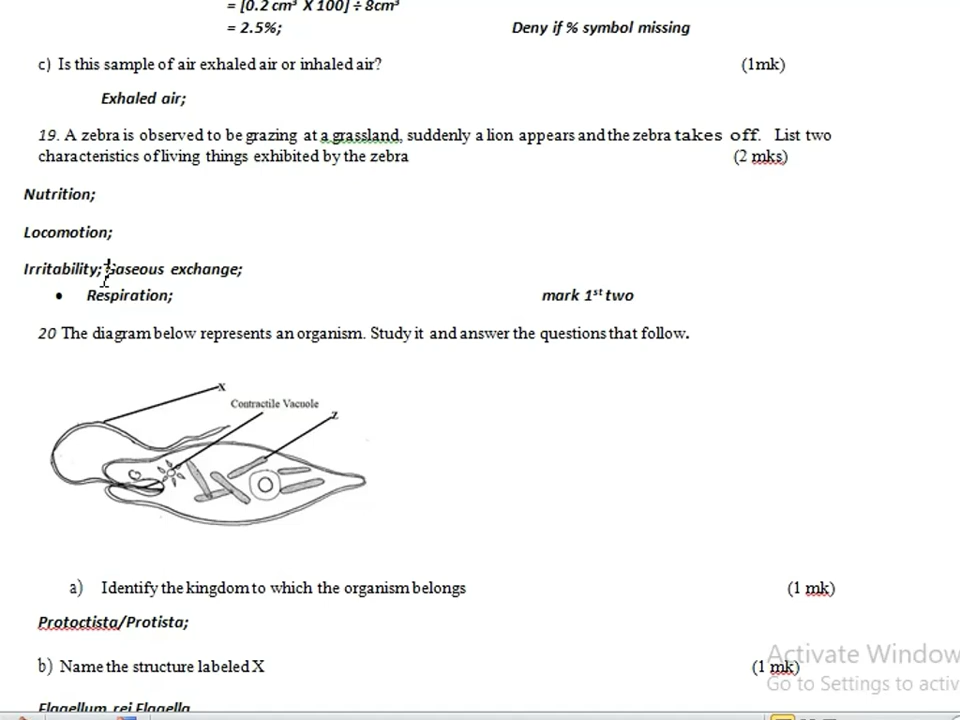 = [0.2 cm³ X 100] ÷ 8cm³
= 2.5%; Deny if % symbol missing
c) Is this sample of air exhaled air or inhaled air? (1mk)
Exhaled air;
19. A zebra is observed to be grazing at a grassland, suddenly a lion appears and the zebra takes off. List two
characteristics of living things exhibited by the zebra (2 mks)
Nutrition;
Locomotion;
Irritability; Gaseous exchange;
• Respiration; mark 1st two
20 The diagram below represents an organism. Study it and answer the questions that follow.
X
Contractile Vacuole
Z
a) Identify the kingdom to which the organism belongs (1 mk)
Protoctista/Protista;
b) Name the structure labeled X (1 mk)
Flagellum rej Flagella
Activate Window
Go to Settings to activ